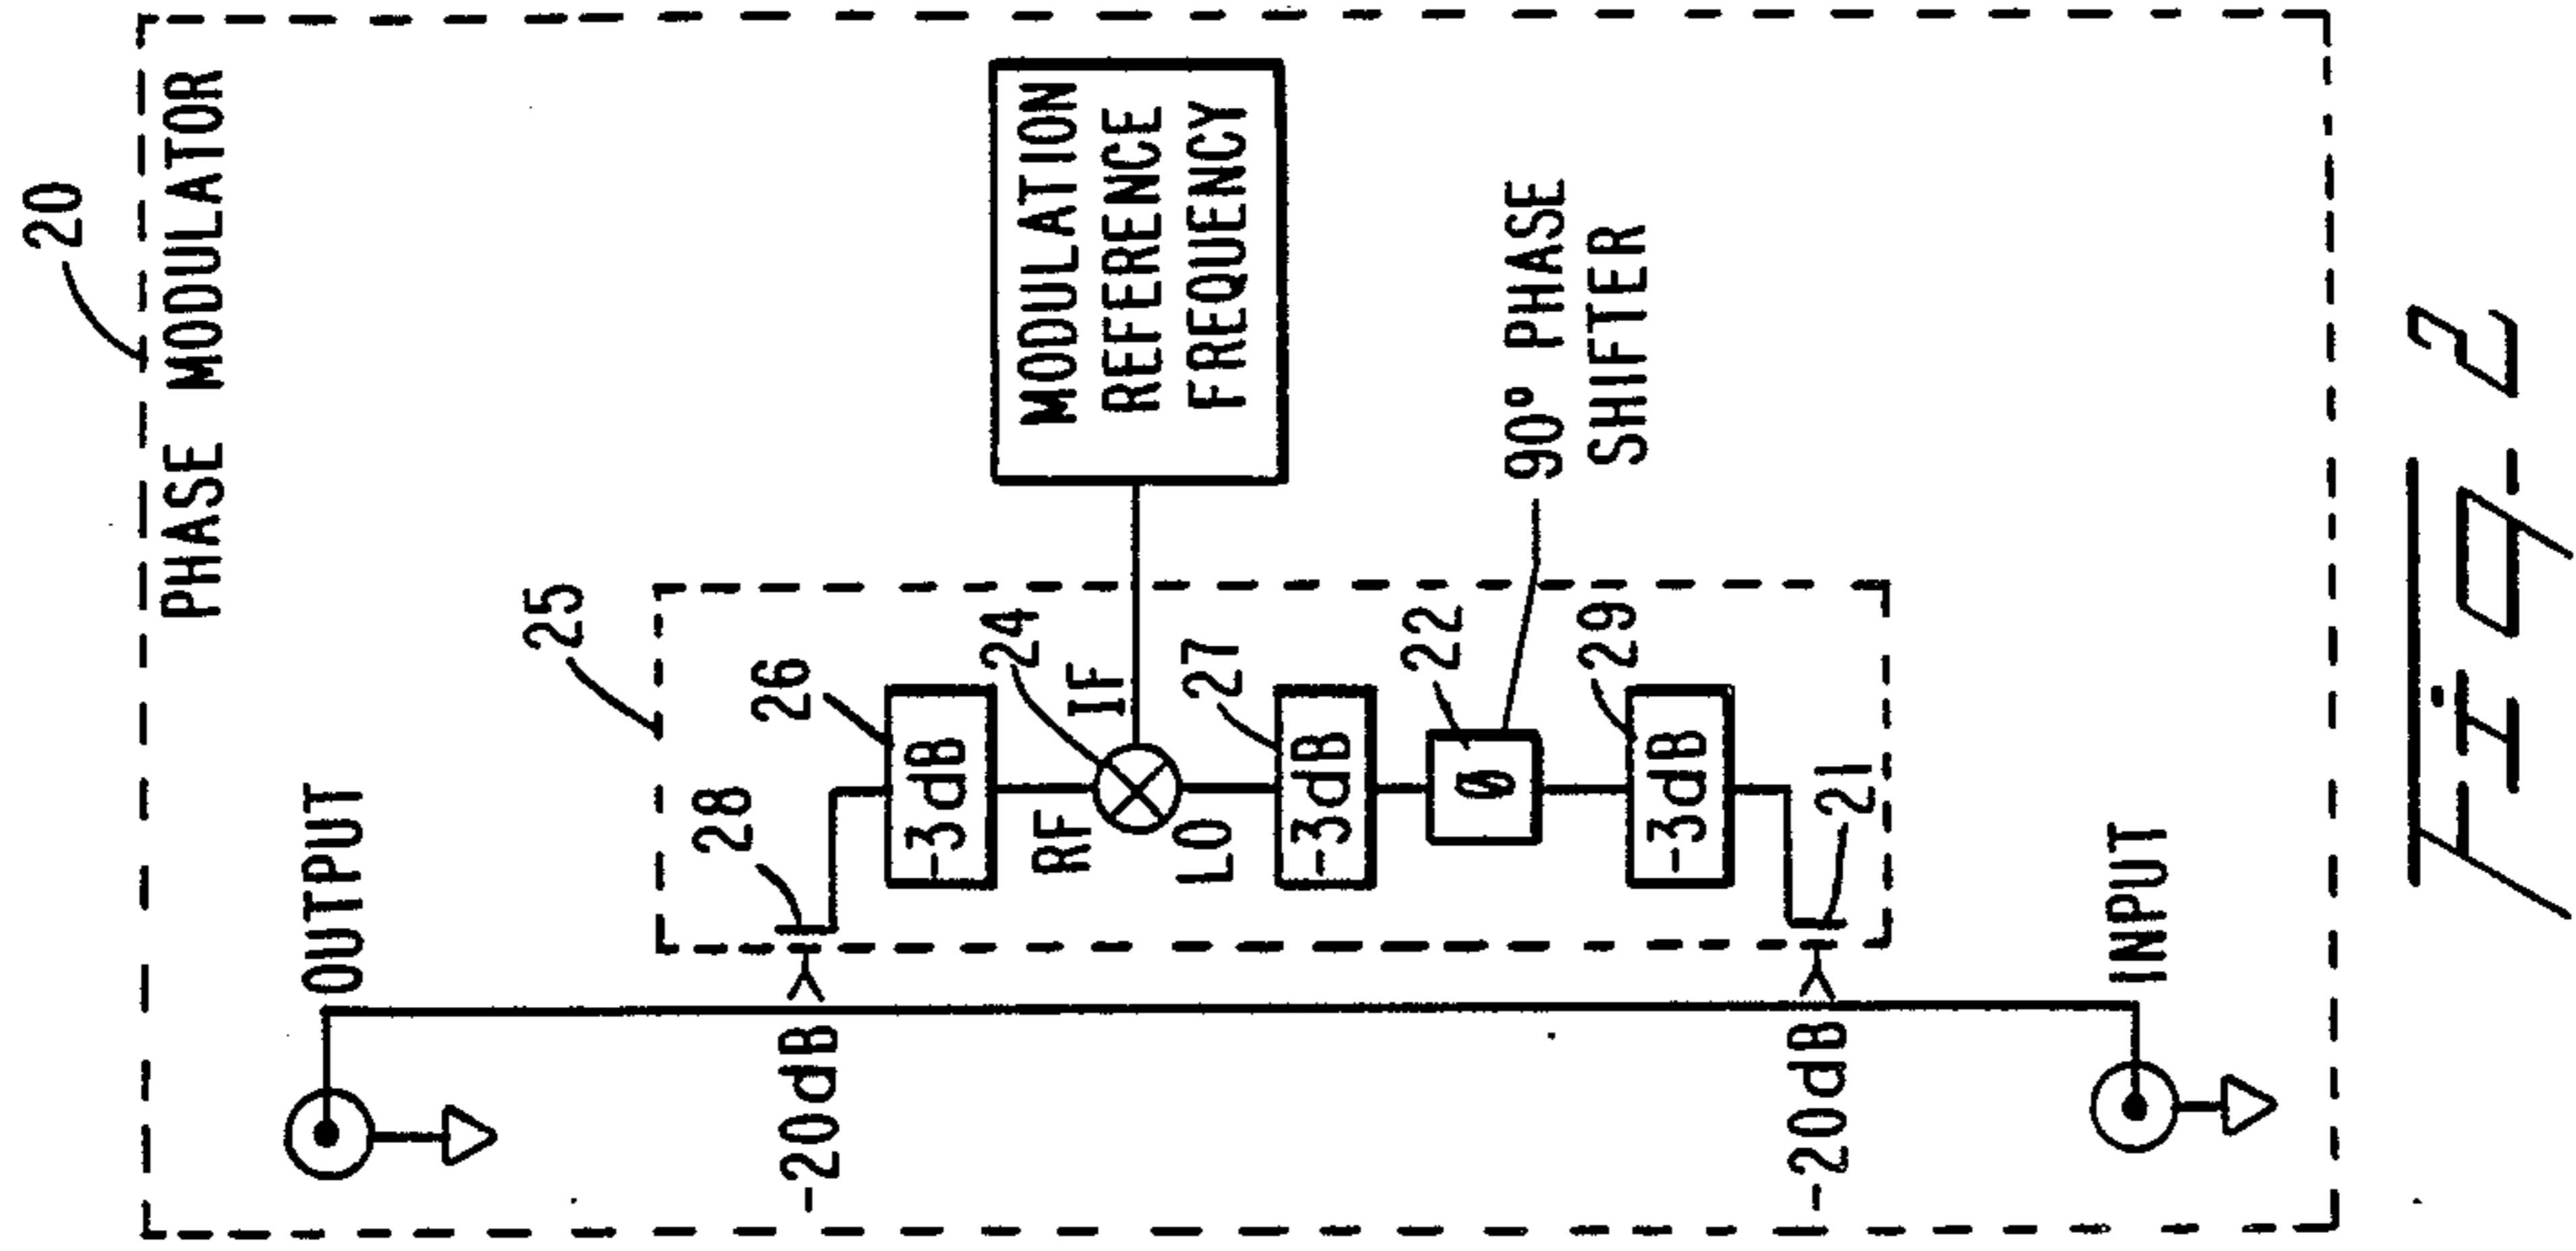 20
PHASE MODULATOR
25
OUTPUT
28
26
-3dB
RF
24
IF
MODULATION
REFERENCE
FREQUENCY
LO
27
-3dB
22
Ø
90° PHASE
SHIFTER
29
-3dB
21
-20dB
-20dB
INPUT
Fig-2